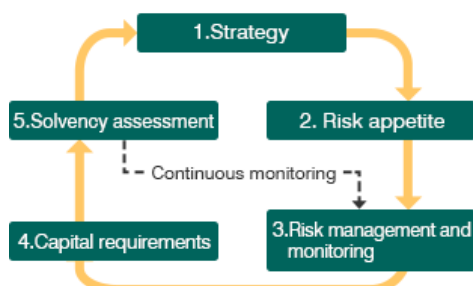 1.Strategy
5.Solvency assessment
2. Risk appetite
Continuous monitoring
4.Capital requirements
3.Risk management and
monitoring